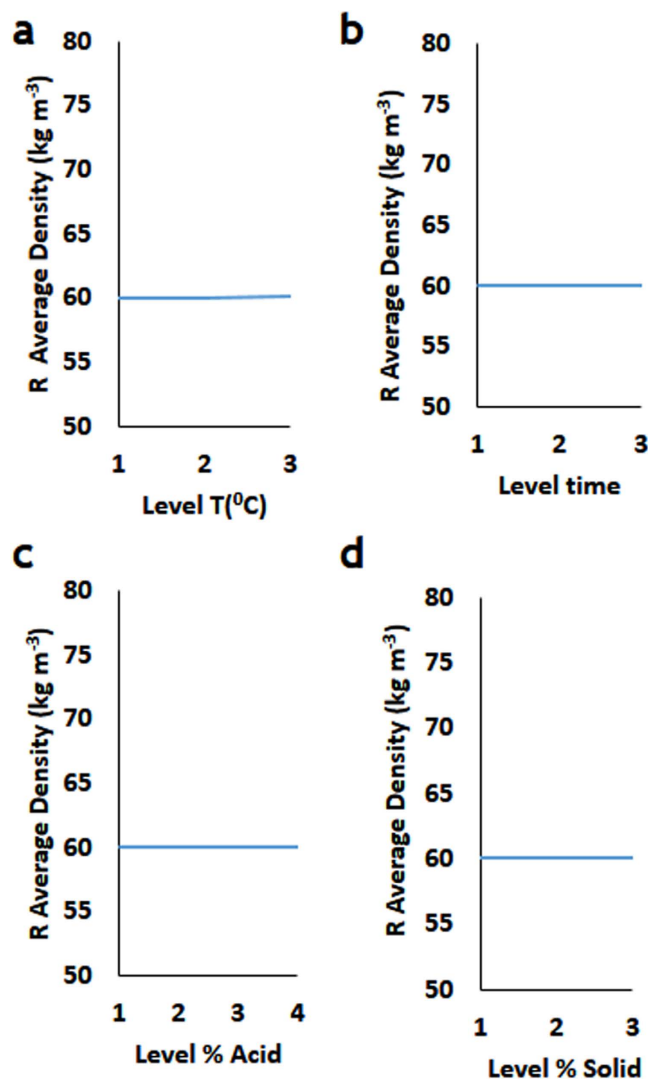 a
R Average Density (kg m⁻³)
80
75
70
65
60
55
50
1 2 3
Level T(⁰C)
b
R Average Density (kg m⁻³)
80
75
70
65
60
55
50
1 2 3
Level time
c
R Average Density (kg m⁻³)
80
75
70
65
60
55
50
1 2 3 4
Level % Acid
d
R Average Density (kg m⁻³)
80
75
70
65
60
55
50
1 2 3
Level % Solid